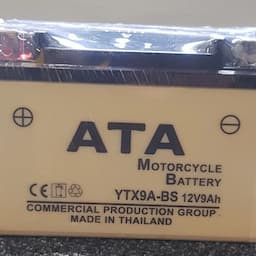 ATA
MOTORCYCLE
BATTERY
YTX9A-BS 12V9Ah
COMMERCIAL PRODUCTION GROUP
MADE IN THAILAND